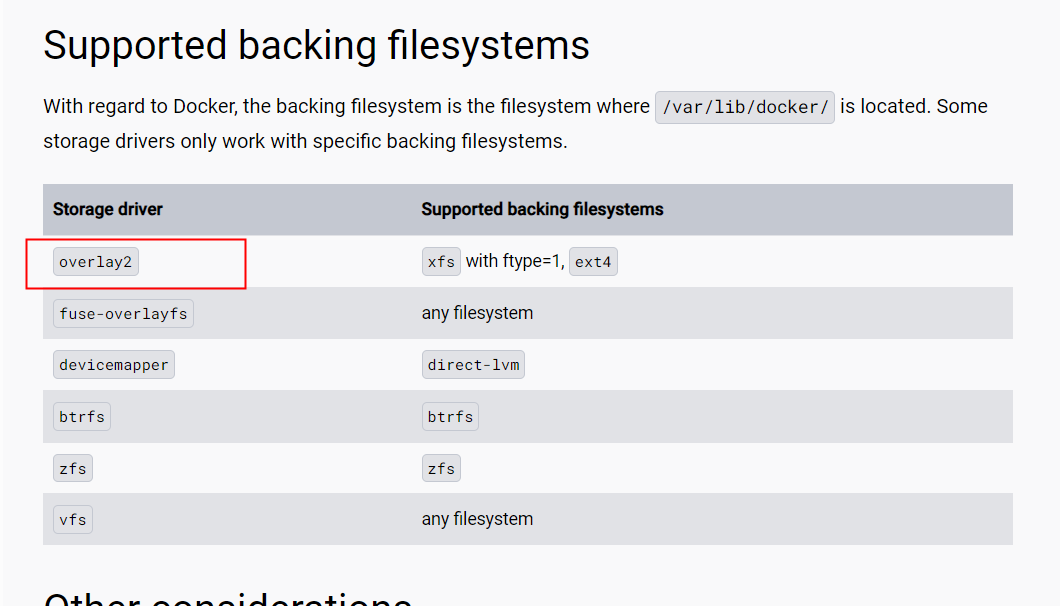 Supported backing filesystems
With regard to Docker, the backing filesystem is the filesystem where /var/lib/docker/ is located. Some
storage drivers only work with specific backing filesystems.
Storage driver Supported backing filesystems
overlay2 xfs with ftype=1, ext4
fuse-overlayfs any filesystem
devicemapper direct-lvm
btrfs btrfs
zfs zfs
vfs any filesystem
Other considerations